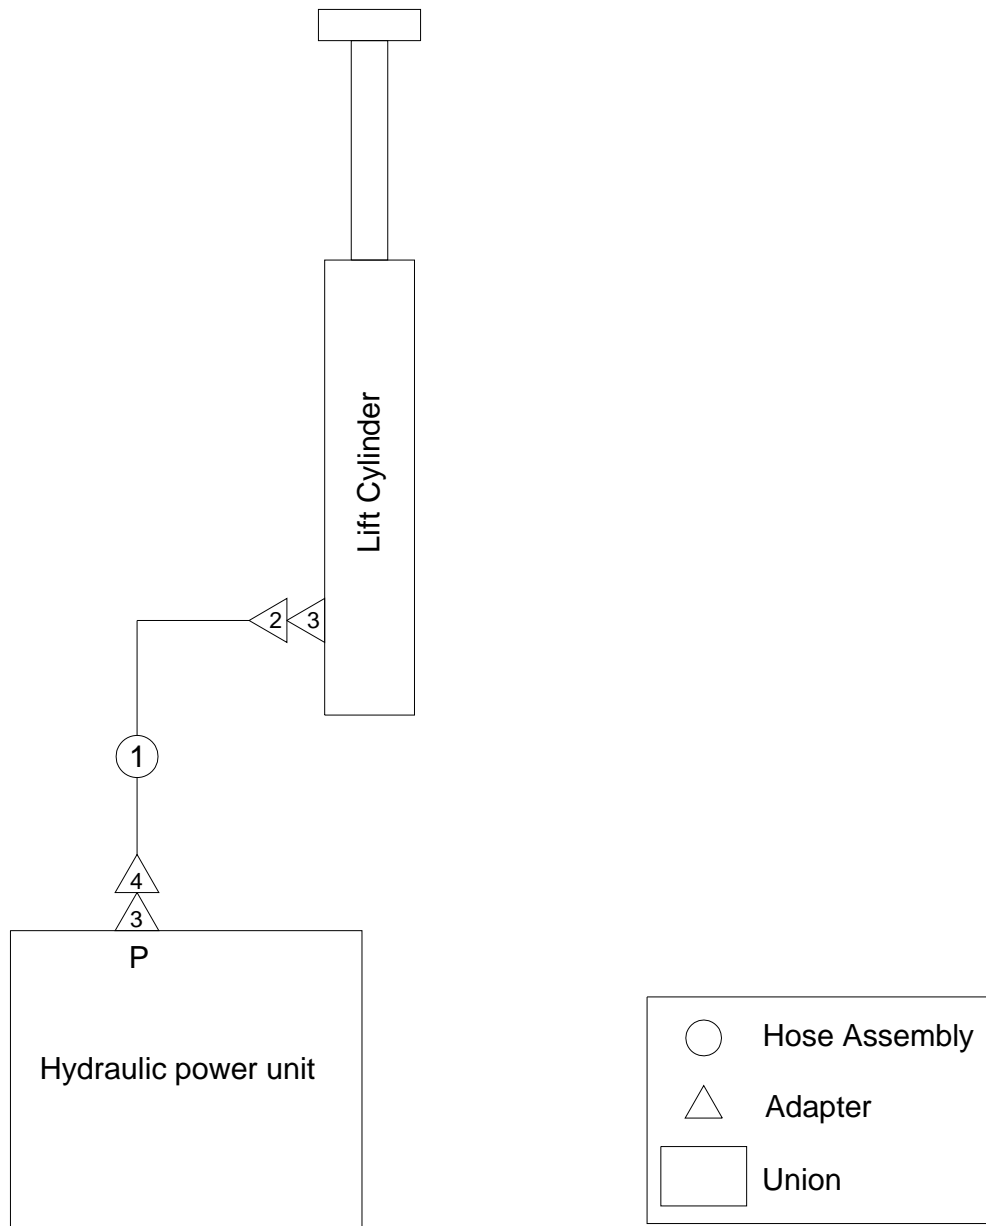 Lift Cylinder
2
3
1
4
3
P
Hydraulic power unit
Hose Assembly
Adapter
Union